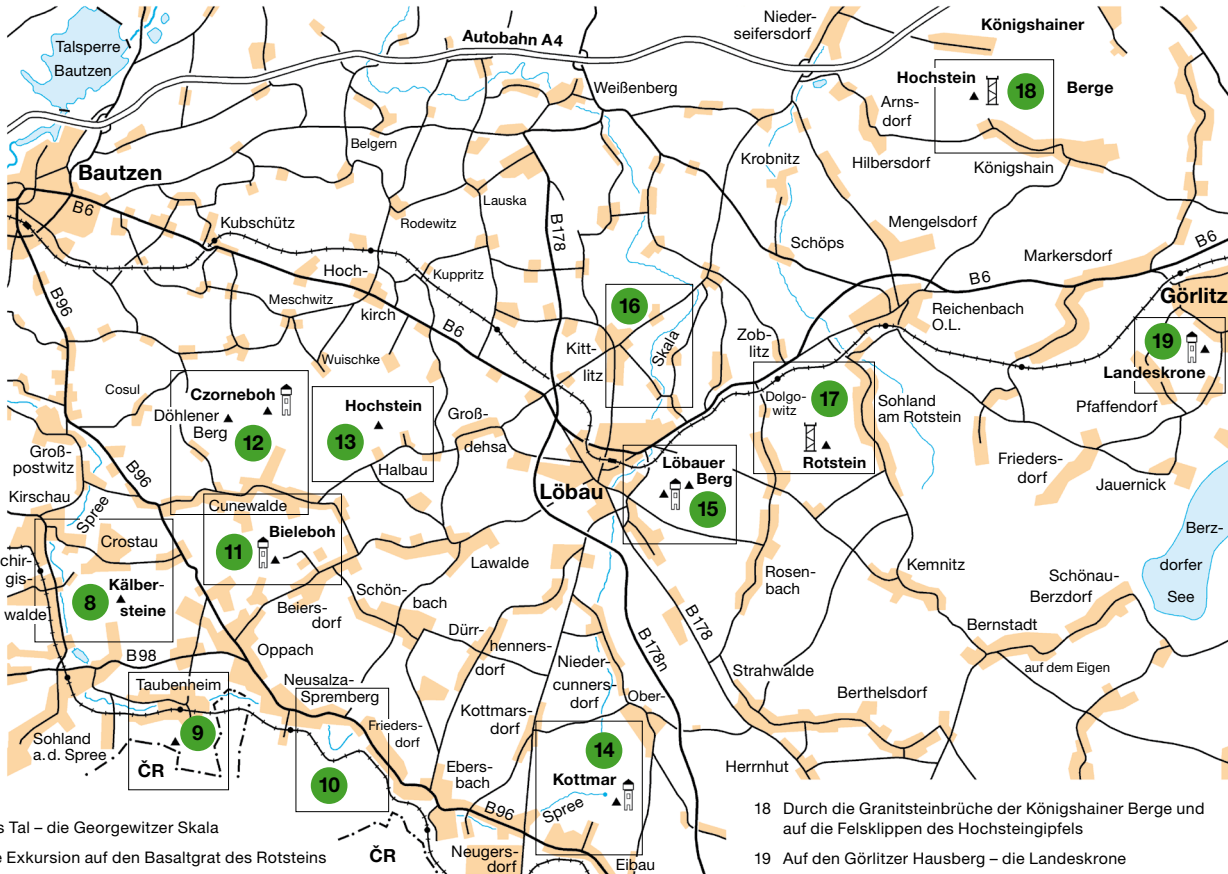 Talsperre
Bautzen
Autobahn A4
Nieder-
seifersdorf
Königshainer
Hochstein
18
Berge
Arns-
dorf
Weißenberg
Belgern
Krobnitz
Hilbersdorf
Königshain
Bautzen
B6
Kubschütz
Lauska
Rodewitz
B178
Mengelsdorf
Schöps
Markersdorf
B6
B6
Hoch-
kirch
Kuppritz
Meschwitz
B96
B6
16
Görlitz
Reichenbach
O.L.
Kitt-
litz
Skala
Zob-
litz
19
Landeskrone
Wuischke
Cosul
Czorneboh
Döhlener
Berg
12
Hochstein
13
Halbau
Groß-
dehsa
Dolgo-
witz
17
Rotstein
Sohland
am Rotstein
Pfaffendorf
Groß-
postwitz
B96
Löbauer
Berg
15
Frieders-
dorf
Jauernick
Kirschau
Spree
Löbau
Cunewalde
Crostau
11
Bieleboh
Berz-
dorfer
See
chir-
gis-
walde
8
Kälber-
steine
Lawalde
Schön-
bach
Beiers-
dorf
Rosen-
bach
Kemnitz
Schönau-
Berzdorf
Bernstadt
auf dem Eigen
B178
B178n
Oppach
Dürr-
henners-
dorf
Nieder-
cunners-
dorf
Ober-
Strahwalde
Berthelsdorf
B98
Taubenheim
Neusalza-
Spremberg
Frieders-
dorf
Kottmars-
dorf
9
Sohland
a.d. Spree
ČR
10
14
Kottmar
Spree
Herrnhut
Ebers-
bach
B96
ČR
Neugers-
dorf
Eibau
s Tal – die Georgewitzer Skala
e Exkursion auf den Basaltgrat des Rotsteins
18 Durch die Granitsteinbrüche der Königshainer Berge und
auf die Felsklippen des Hochsteingipfels
19 Auf den Görlitzer Hausberg – die Landeskrone